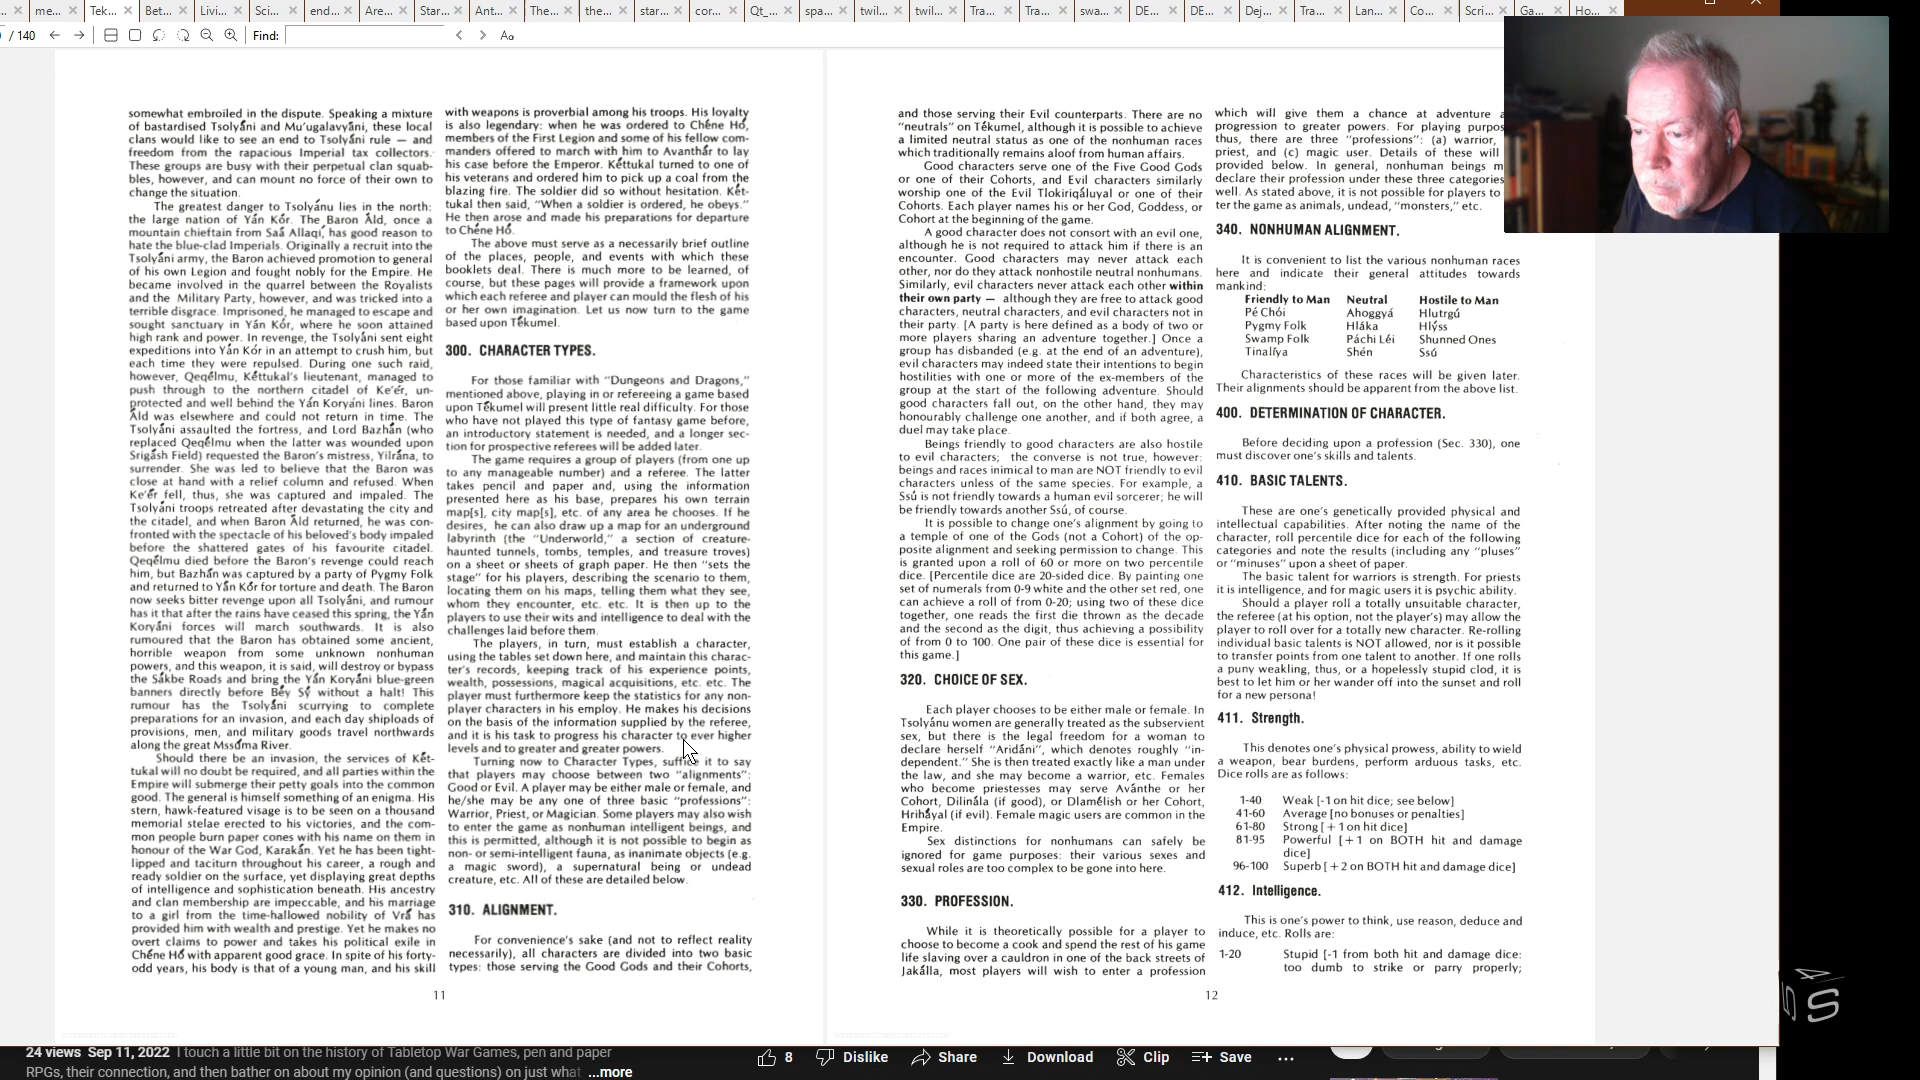 me...
Tek...
Bet...
Livi...
Sci...
end...
Are...
Star...
Ant...
The...
the...
star...
cor...
Qt_...
spa...
twil...
twil...
Tra...
Tra...
swa...
DE...
DE...
Dej...
Tra...
Lan...
Co...
Scri...
Ga...
Ho...
/ 140
Find:
Aa
somewhat embroiled in the dispute. Speaking a mixture
of bastardised Tsolyáni and Mu'ugalavyáni, these local
clans would like to see an end to Tsolyáni rule — and
freedom from the rapacious Imperial tax collectors.
These groups are busy with their perpetual clan squab-
bles, however, and can mount no force of their own to
change the situation.
The greatest danger to Tsolyánu lies in the north:
the large nation of Yán Kór. The Baron Áld, once a
mountain chieftain from Saá Allaqí, has good reason to
hate the blue-clad Imperials. Originally a recruit into the
Tsolyáni army, the Baron achieved promotion to general
of his own Legion and fought nobly for the Empire. He
became involved in the quarrel between the Royalists
and the Military Party, however, and was tricked into a
terrible disgrace. Imprisoned, he managed to escape and
sought sanctuary in Yán Kór, where he soon attained
high rank and power. In revenge, the Tsolyáni sent eight
expeditions into Yán Kór in an attempt to crush him, but
each time they were repulsed. During one such raid,
however, Qeqélmu, Kéttukal's lieutenant, managed to
push through to the northern citadel of Ke'ér, un-
protected and well behind the Yán Koryáni lines. Baron
Áld was elsewhere and could not return in time. The
Tsolyáni assaulted the fortress, and Lord Bazhán (who
replaced Qeqélmu when the latter was wounded upon
Srigásh Field) requested the Baron's mistress, Yilrána, to
surrender. She was led to believe that the Baron was
close at hand with a relief column and refused. When
Ke'ér fell, thus, she was captured and impaled. The
Tsolyáni troops retreated after devastating the city and
the citadel, and when Baron Áld returned, he was con-
fronted with the spectacle of his beloved's body impaled
before the shattered gates of his favourite citadel.
Qeqélmu died before the Baron's revenge could reach
him, but Bazhán was captured by a party of Pygmy Folk
and returned to Yán Kór for torture and death. The Baron
now seeks bitter revenge upon all Tsolyáni, and rumour
has it that after the rains have ceased this spring, the Yán
Koryáni forces will march southwards. It is also
rumoured that the Baron has obtained some ancient,
horrible weapon from some unknown nonhuman
powers, and this weapon, it is said, will destroy or bypass
the Sákbe Roads and bring the Yán Koryáni blue-green
banners directly before Béy Sý without a halt! This
rumour has the Tsolyáni scurrying to complete
preparations for an invasion, and each day shiploads of
provisions, men, and military goods travel northwards
along the great Mssúma River.
Should there be an invasion, the services of Két-
tukal will no doubt be required, and all parties within the
Empire will submerge their petty goals into the common
good. The general is himself something of an enigma. His
stern, hawk-featured visage is to be seen on a thousand
memorial stelae erected to his victories, and the com-
mon people burn paper cones with his name on them in
honour of the War God, Karakán. Yet he has been tight-
lipped and taciturn throughout his career, a rough and
ready soldier on the surface, yet displaying great depths
of intelligence and sophistication beneath. His ancestry
and clan membership are impeccable, and his marriage
to a girl from the time-hallowed nobility of Vrá has
provided him with wealth and prestige. Yet he makes no
overt claims to power and takes his political exile in
Chéne Hó with apparent good grace. In spite of his forty-
odd years, his body is that of a young man, and his skill
with weapons is proverbial among his troops. His loyalty
is also legendary: when he was ordered to Chéne Hó,
members of the First Legion and some of his fellow com-
manders offered to march with him to Avanthár to lay
his case before the Emperor. Kéttukal turned to one of
his veterans and ordered him to pick up a coal from the
blazing fire. The soldier did so without hesitation. Két-
tukal then said, "When a soldier is ordered, he obeys."
He then arose and made his preparations for departure
to Chéne Hó.
The above must serve as a necessarily brief outline
of the places, people, and events with which these
booklets deal. There is much more to be learned, of
course, but these pages will provide a framework upon
which each referee and player can mould the flesh of his
or her own imagination. Let us now turn to the game
based upon Tékumel.
300. CHARACTER TYPES.
For those familiar with "Dungeons and Dragons,"
mentioned above, playing in or refereeing a game based
upon Tékumel will present little real difficulty. For those
who have not played this type of fantasy game before,
an introductory statement is needed, and a longer sec-
tion for prospective referees will be added later.
The game requires a group of players (from one up
to any manageable number) and a referee. The latter
takes pencil and paper and, using the information
presented here as his base, prepares his own terrain
map[s], city map[s], etc. of any area he chooses. If he
desires, he can also draw up a map for an underground
labyrinth (the "Underworld," a section of creature-
haunted tunnels, tombs, temples, and treasure troves)
on a sheet or sheets of graph paper. He then "sets the
stage" for his players, describing the scenario to them,
locating them on his maps, telling them what they see,
whom they encounter, etc. etc. It is then up to the
players to use their wits and intelligence to deal with the
challenges laid before them.
The players, in turn, must establish a character,
using the tables set down here, and maintain this charac-
ter's records, keeping track of his experience points,
wealth, possessions, magical acquisitions, etc. etc. The
player must furthermore keep the statistics for any non-
player characters in his employ. He makes his decisions
on the basis of the information supplied by the referee,
and it is his task to progress his character to ever higher
levels and to greater and greater powers.
Turning now to Character Types, suffice it to say
that players may choose between two "alignments":
Good or Evil. A player may be either male or female, and
he/she may be any one of three basic "professions":
Warrior, Priest, or Magician. Some players may also wish
to enter the game as nonhuman intelligent beings, and
this is permitted, although it is not possible to begin as
non- or semi-intelligent fauna, as inanimate objects (e.g.
a magic sword), a supernatural being or undead
creature, etc. All of these are detailed below.
310. ALIGNMENT.
For convenience's sake (and not to reflect reality
necessarily), all characters are divided into two basic
types: those serving the Good Gods and their Cohorts,
11
and those serving their Evil counterparts. There are no
"neutrals" on Tékumel, although it is possible to achieve
a limited neutral status as one of the nonhuman races
which traditionally remains aloof from human affairs.
Good characters serve one of the Five Good Gods
or one of their Cohorts, and Evil characters similarly
worship one of the Evil Tlokiriqáluyal or one of their
Cohorts. Each player names his or her God, Goddess, or
Cohort at the beginning of the game.
A good character does not consort with an evil one,
although he is not required to attack him if there is an
encounter. Good characters may never attack each
other, nor do they attack nonhostile neutral nonhumans.
Similarly, evil characters never attack each other within
their own party — although they are free to attack good
characters, neutral characters, and evil characters not in
their party. [A party is here defined as a body of two or
more players sharing an adventure together.] Once a
group has disbanded (e.g. at the end of an adventure),
evil characters may indeed state their intentions to begin
hostilities with one or more of the ex-members of the
group at the start of the following adventure. Should
good characters fall out, on the other hand, they may
honourably challenge one another, and if both agree, a
duel may take place.
Beings friendly to good characters are also hostile
to evil characters; the converse is not true, however:
beings and races inimical to man are NOT friendly to evil
characters unless of the same species. For example, a
Ssú is not friendly towards a human evil sorcerer; he will
be friendly towards another Ssú, of course.
It is possible to change one's alignment by going to
a temple of one of the Gods (not a Cohort) of the op-
posite alignment and seeking permission to change. This
is granted upon a roll of 60 or more on two percentile
dice. [Percentile dice are 20-sided dice. By painting one
set of numerals from 0-9 white and the other set red, one
can achieve a roll of from 0-20; using two of these dice
together, one reads the first die thrown as the decade
and the second as the digit, thus achieving a possibility
of from 0 to 100. One pair of these dice is essential for
this game.]
320. CHOICE OF SEX.
Each player chooses to be either male or female. In
Tsolyánu women are generally treated as the subservient
sex, but there is the legal freedom for a woman to
declare herself "Aridáni", which denotes roughly "in-
dependent." She is then treated exactly like a man under
the law, and she may become a warrior, etc. Females
who become priestesses may serve Avánthe or her
Cohort, Dilinála (if good), or Dlamélish or her Cohort,
Hriháyal (if evil). Female magic users are common in the
Empire.
Sex distinctions for nonhumans can safely be
ignored for game purposes: their various sexes and
sexual roles are too complex to be gone into here.
330. PROFESSION.
While it is theoretically possible for a player to
choose to become a cook and spend the rest of his game
life slaving over a cauldron in one of the back streets of
Jakálla, most players will wish to enter a profession
which will give them a chance at adventure
progression to greater powers. For playing
thus, there are three "professions": (a) warrior,
priest, and (c) magic user. Details of these will
provided below. In general, nonhuman beings
declare their profession under these three categories
well. As stated above, it is not possible for players to
ter the game as animals, undead, "monsters," etc.
340. NONHUMAN ALIGNMENT.
It is convenient to list the various nonhuman races
here and indicate their general attitudes towards
mankind:
Friendly to Man Neutral Hostile to Man
Pé Chói Ahoggyá Hlutrgú
Pygmy Folk Hláka Hlýss
Swamp Folk Páchi Léi Shunned Ones
Tinalíya Shén Ssú
Characteristics of these races will be given later.
Their alignments should be apparent from the above list.
400. DETERMINATION OF CHARACTER.
Before deciding upon a profession (Sec. 330), one
must discover one's skills and talents.
410. BASIC TALENTS.
These are one's genetically provided physical and
intellectual capabilities. After noting the name of the
character, roll percentile dice for each of the following
categories and note the results (including any "pluses"
or "minuses" upon a sheet of paper.
The basic talent for warriors is strength. For priests
it is intelligence, and for magic users it is psychic ability.
Should a player roll a totally unsuitable character,
the referee (at his option, not the player's) may allow the
player to roll over for a totally new character. Re-rolling
individual basic talents is NOT allowed, nor is it possible
to transfer points from one talent to another. If one rolls
a puny weakling, thus, or a hopelessly stupid clod, it is
best to let him or her wander off into the sunset and roll
for a new persona!
411. Strength.
This denotes one's physical prowess, ability to wield
a weapon, bear burdens, perform arduous tasks, etc.
Dice rolls are as follows:
1-40 Weak [-1 on hit dice; see below]
41-60 Average [no bonuses or penalties]
61-80 Strong [+1 on hit dice]
81-95 Powerful [+1 on BOTH hit and damage
dice]
96-100 Superb [+2 on BOTH hit and damage dice]
412. Intelligence.
This is one's power to think, use reason, deduce and
induce, etc. Rolls are:
1-20 Stupid [-1 from both hit and damage dice:
too dumb to strike or parry properly;
12
24 views Sep 11, 2022 I touch a little bit on the history of Tabletop War Games, pen and paper
RPGs, their connection, and then bather on about my opinion (and questions) on just what ...more
8
Dislike
Share
Download
Clip
Save
...